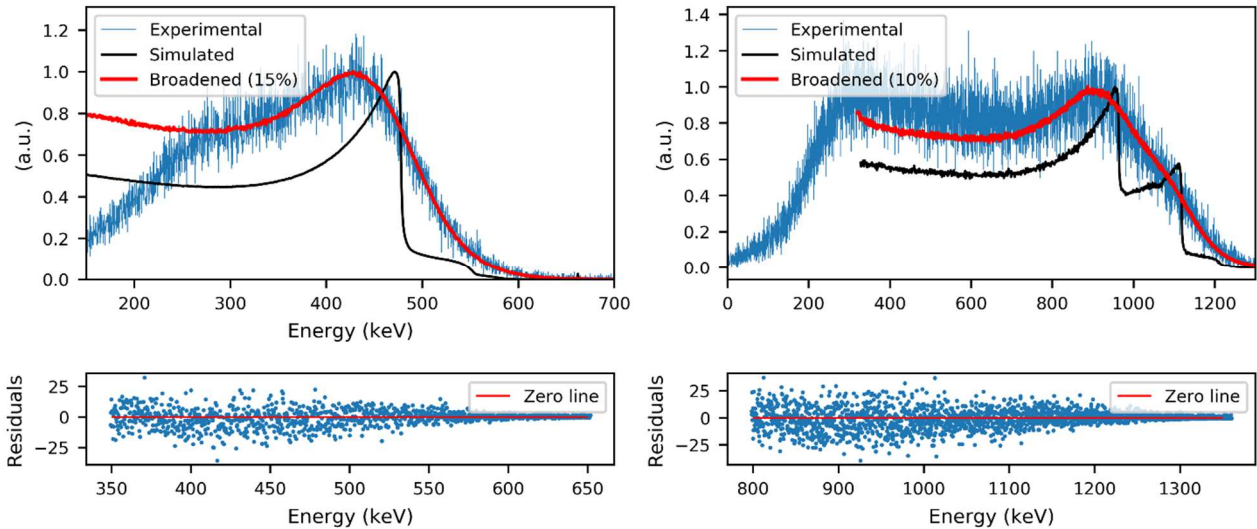 1.2
1.0
0.8
0.6
0.4
0.2
0.0
(a.u.)
Experimental
Simulated
Broadened (15%)
200 300 400 500 600 700
Energy (keV)
1.4
1.2
1.0
0.8
0.6
0.4
0.2
0.0
(a.u.)
Experimental
Simulated
Broadened (10%)
0 200 400 600 800 1000 1200
Energy (keV)
25
0
−25
Residuals
Zero line
350 400 450 500 550 600 650
Energy (keV)
25
0
−25
Residuals
Zero line
800 900 1000 1100 1200 1300
Energy (keV)